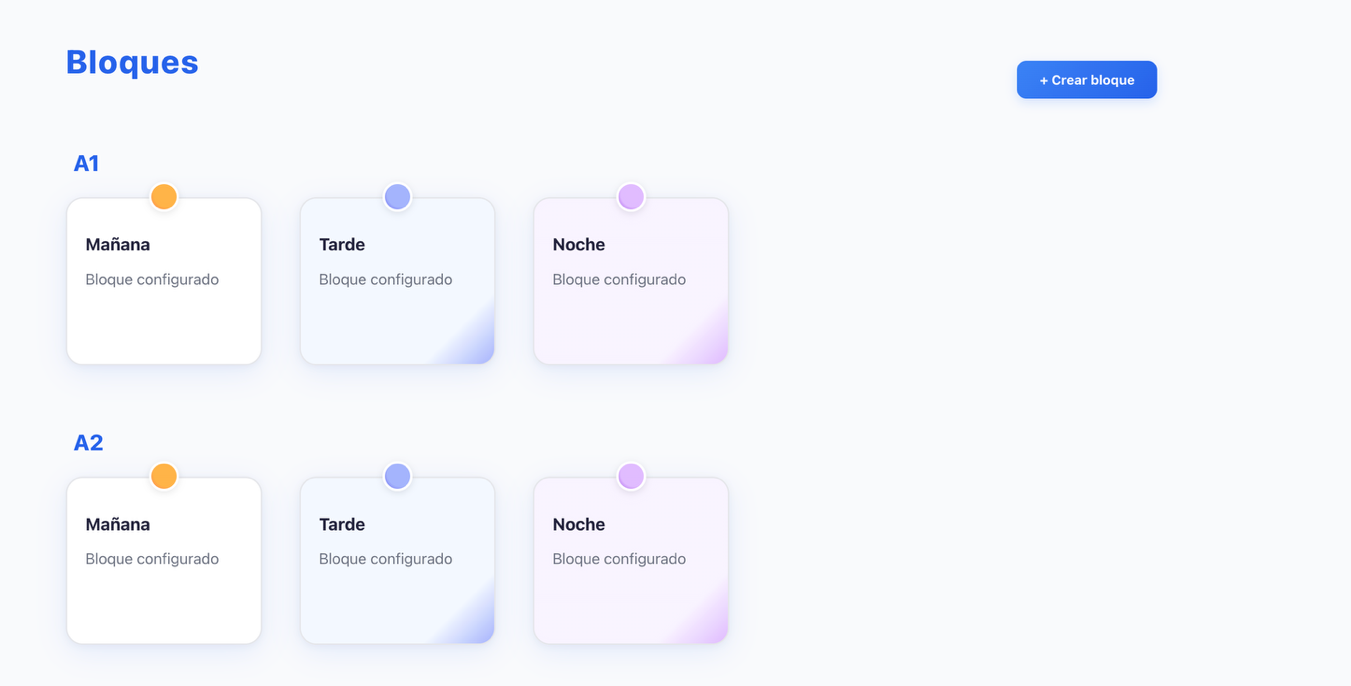 Bloques
+ Crear bloque
A1
Mañana
Bloque configurado
Tarde
Bloque configurado
Noche
Bloque configurado
A2
Mañana
Bloque configurado
Tarde
Bloque configurado
Noche
Bloque configurado